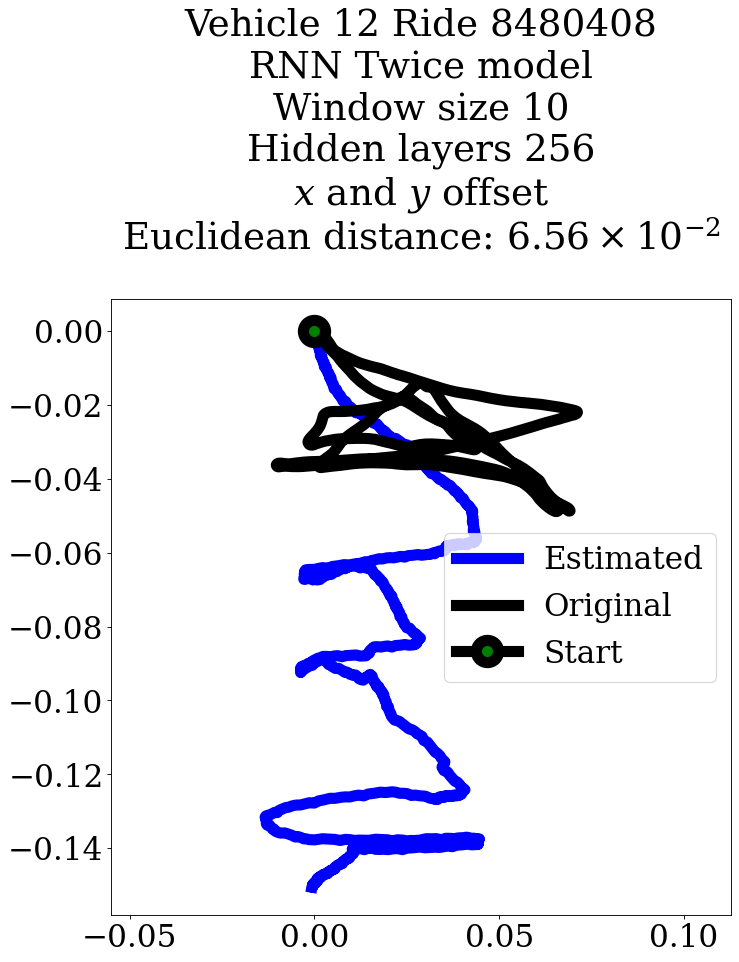 Vehicle 12 Ride 8480408
RNN Twice model
Window size 10
Hidden layers 256
x and y offset
Euclidean distance: 6.56 × 10⁻²
0.00
−0.02
−0.04
−0.06
−0.08
−0.10
−0.12
−0.14
Estimated
Original
Start
−0.05 0.00 0.05 0.10